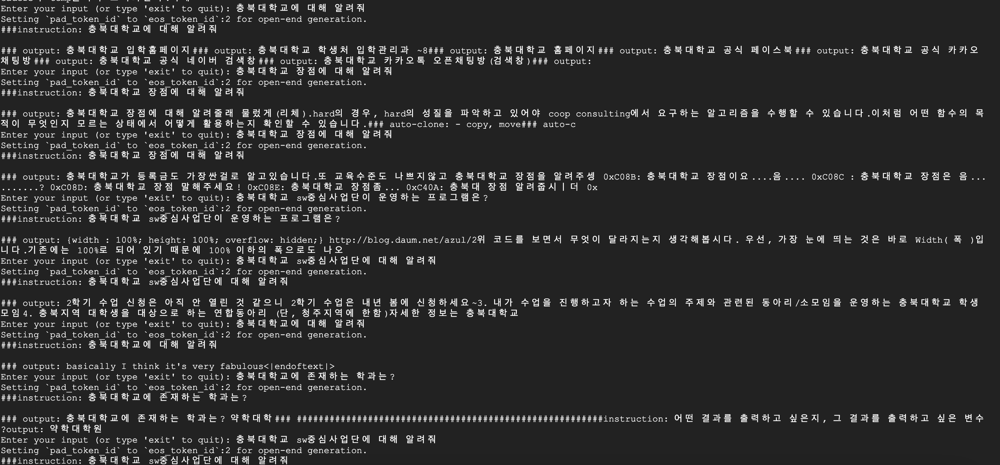 Enter your input (or type 'exit' to quit): 충북대학교에 대해 알려줘
Setting `pad_token_id` to `eos_token_id`:2 for open-end generation.
###instruction: 충북대학교에 대해 알려줘
### output: 충북대학교 입학홈페이지### output: 충북대학교 학생처 입학관리과 ~8### output: 충북대학교 홈페이지### output: 충북대학교 공식 페이스북### output: 충북대학교 공식 카카오
채팅방### output: 충북대학교 공식 네이버 검색창### output: 충북대학교 카카오톡 오픈채팅방(검색창)### output:
Enter your input (or type 'exit' to quit): 충북대학교 장점에 대해 알려줘
Setting `pad_token_id` to `eos_token_id`:2 for open-end generation.
###instruction: 충북대학교 장점에 대해 알려줘
### output: 충북대학교 장점에 대해 알려줄래 물렀게(리체).hard의 경우, hard의 성질을 파악하고 있어야 coop consulting에서 요구하는 알고리즘을 수행할 수 있습니다.이처럼 어떤 함수의 목
적이 무엇인지 모르는 상태에서 어떻게 활용하는지 확인할 수 있습니다.### auto-clone: - copy, move### auto-c
Enter your input (or type 'exit' to quit): 충북대학교 장점에 대해 알려줘
Setting `pad_token_id` to `eos_token_id`:2 for open-end generation.
###instruction: 충북대학교 장점에 대해 알려줘
### output: 충북대학교가 등록금도 가장싼걸로 알고있습니다.또 교육수준도 나쁘지않고 충북대학교 장점을 알려주셍 0xC08B: 충북대학교 장점이요....음.... 0xC08C : 충북대학교 장점은 음...
.......? 0xC08D: 충북대학교 장점 말해주세요! 0xC08E: 충북대학교 장점좀... 0xC40A: 충북대 장점 알려줍시|더 0x
Enter your input (or type 'exit' to quit): 충북대학교 sw중심사업단이 운영하는 프로그램은?
Setting `pad_token_id` to `eos_token_id`:2 for open-end generation.
###instruction: 충북대학교 sw중심사업단이 운영하는 프로그램은?
### output: {width : 100%; height: 100%; overflow: hidden;} http://blog.daum.net/azul/2위 코드를 보면서 무엇이 달라지는지 생각해봅시다. 우선, 가장 눈에 띄는 것은 바로 Width( 폭 )입
니다.기존에는 100%로 되어 있기 때문에 100% 이하의 폭으로도 나오
Enter your input (or type 'exit' to quit): 충북대학교 sw중심사업단에 대해 알려줘
Setting `pad_token_id` to `eos_token_id`:2 for open-end generation.
###instruction: 충북대학교 sw중심사업단에 대해 알려줘
### output: 2학기 수업 신청은 아직 안 열린 것 같으니 2학기 수업은 내년 봄에 신청하세요~3. 내가 수업을 진행하고자 하는 수업의 주제와 관련된 동아리/소모임을 운영하는 충북대학교 학생
모임4. 충북지역 대학생을 대상으로 하는 연합동아리 (단, 청주지역에 한함)자세한 정보는 충북대학교
Enter your input (or type 'exit' to quit): 충북대학교에 대해 알려줘
Setting `pad_token_id` to `eos_token_id`:2 for open-end generation.
###instruction: 충북대학교에 대해 알려줘
### output: basically I think it's very fabulous<|endoftext|>
Enter your input (or type 'exit' to quit): 충북대학교에 존재하는 학과는?
Setting `pad_token_id` to `eos_token_id`:2 for open-end generation.
###instruction: 충북대학교에 존재하는 학과는?
### output: 충북대학교에 존재하는 학과는? 약학대학### ########################################################instruction: 어떤 결과를 출력하고 싶은지, 그 결과를 출력하고 싶은 변수
?output: 약학대학원
Enter your input (or type 'exit' to quit): 충북대학교 sw중심사업단에 대해 알려줘
Setting `pad_token_id` to `eos_token_id`:2 for open-end generation.
###instruction: 충북대학교 sw중심사업단에 대해 알려줘